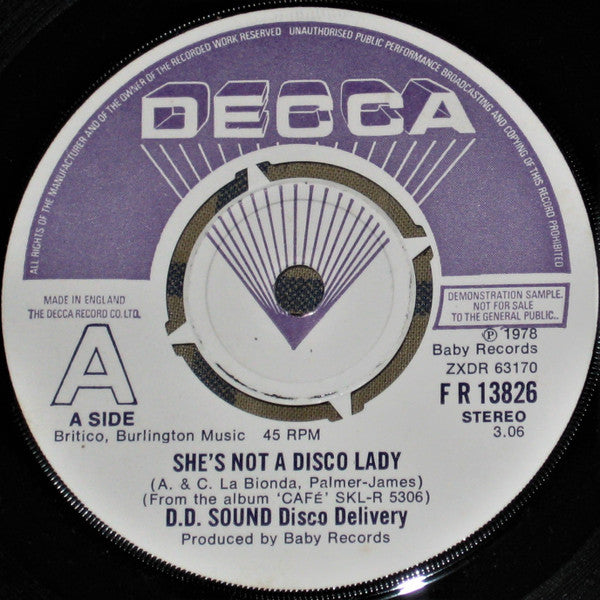 ALL RIGHTS OF THE MANUFACTURER AND OF THE OWNER OF THE RECORDED WORK RESERVED UNAUTHORISED PUBLIC PERFORMANCE BROADCASTING AND COPYING OF THIS RECORD PROHIBITED
DECCA
MADE IN ENGLAND
THE DECCA RECORD CO. LTD.
DEMONSTRATION SAMPLE.
NOT FOR SALE
TO THE GENERAL PUBLIC..
℗ 1978
Baby Records
ZXDR 63170
F R 13826
STEREO
3.06
A
A SIDE
Britico, Burlington Music 45 RPM
SHE'S NOT A DISCO LADY
(A. & C. La Bionda, Palmer-James)
(From the album 'CAFÉ' SKL-R 5306)
D.D. SOUND Disco Delivery
Produced by Baby Records